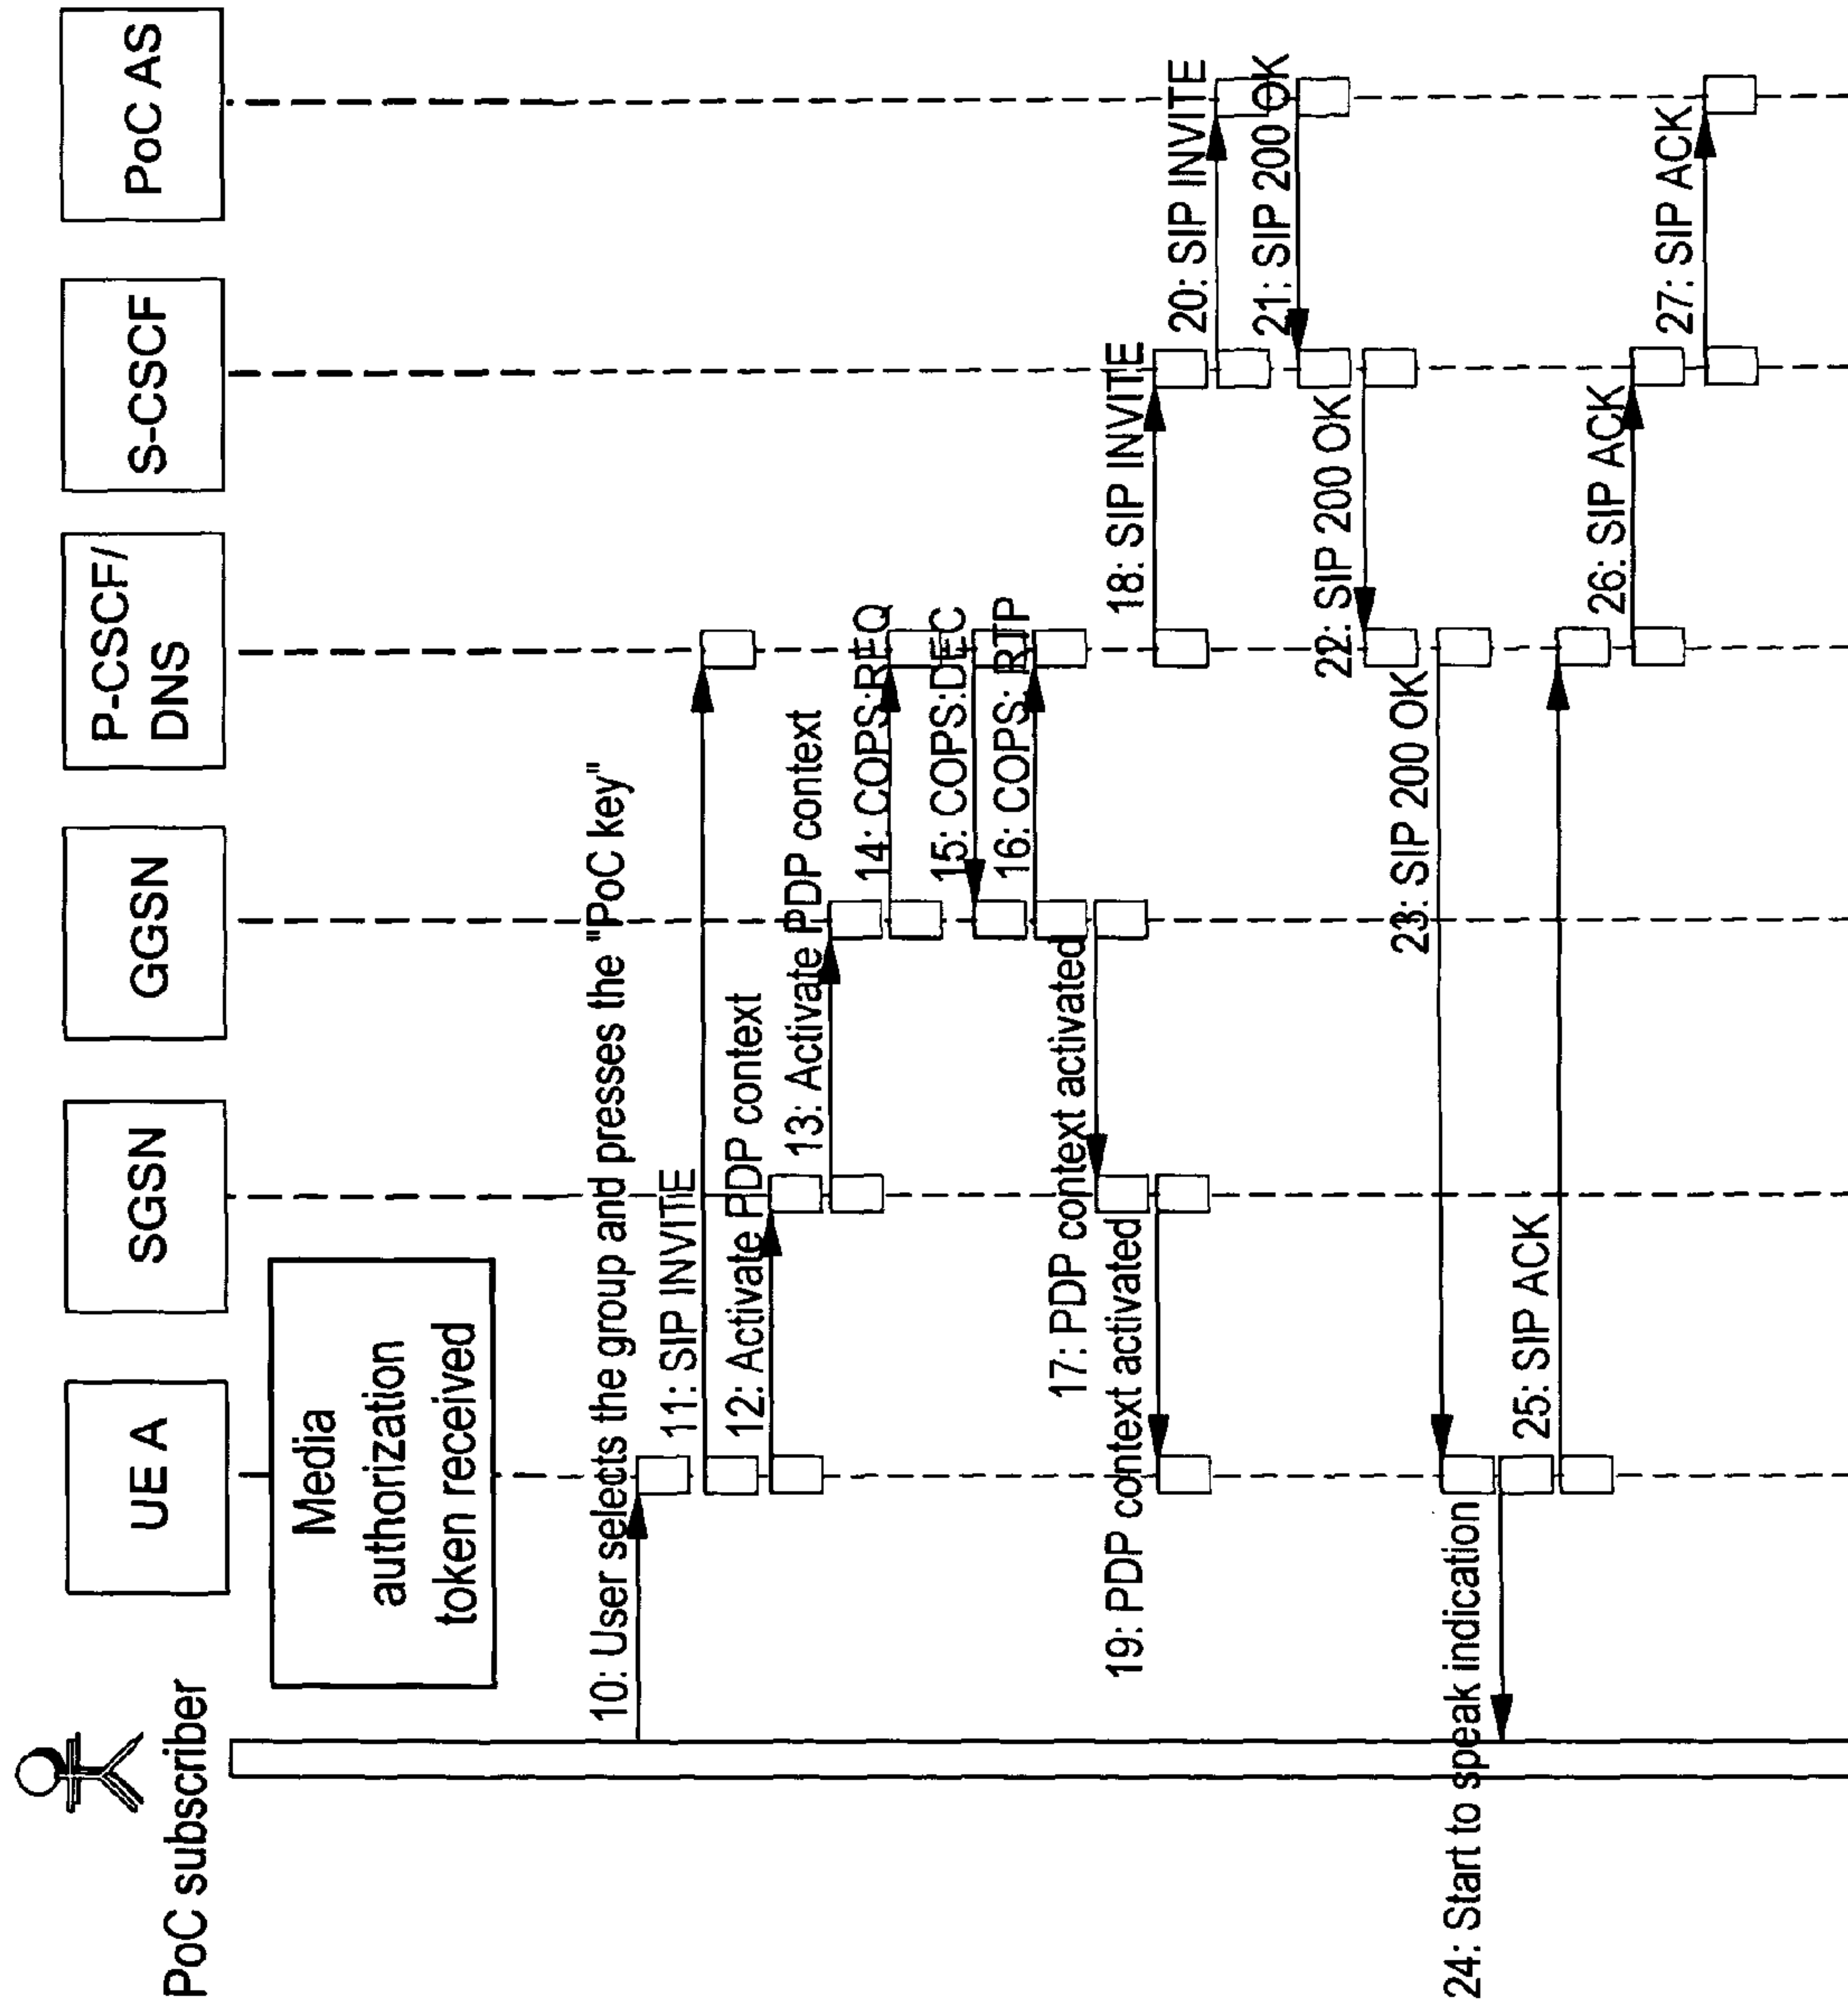 PoC subscriber
UE A
SGSN
GGSN
P-CSCF/
DNS
S-CSCF
PoC AS
Media
authorization
token received
10: User selects the group and presses the "PoC key"
11: SIP INVITE
12: Activate PDP context
13: Activate PDP context
14: COPS:REQ
15: COPS:DEC
16: COPS: RTP
17: PDP context activated
18: SIP INVITE
19: PDP context activated
20: SIP INVITE
21: SIP 200 OK
22: SIP 200 OK
23: SIP 200 OK
24: Start to speak indication
25: SIP ACK
26: SIP ACK
27: SIP ACK